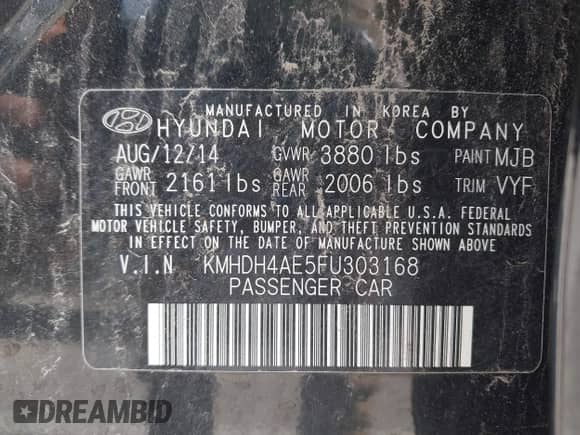 MANUFACTURED IN KOREA BY
HYUNDAI MOTOR COMPANY
AUG/12/14 GVWR 3880 lbs PAINT MJB
GAWR FRONT 2161 lbs GAWR REAR 2006 lbs TRIM VYF
THIS VEHICLE CONFORMS TO ALL APPLICABLE U.S.A. FEDERAL
MOTOR VEHICLE SAFETY, BUMPER, AND THEFT PREVENTION STANDARDS
IN EFFECT ON THE DATE OF MANUFACTURE SHOWN ABOVE.
V.I.N KMHDH4AE5FU303168
PASSENGER CAR
DREAMBID